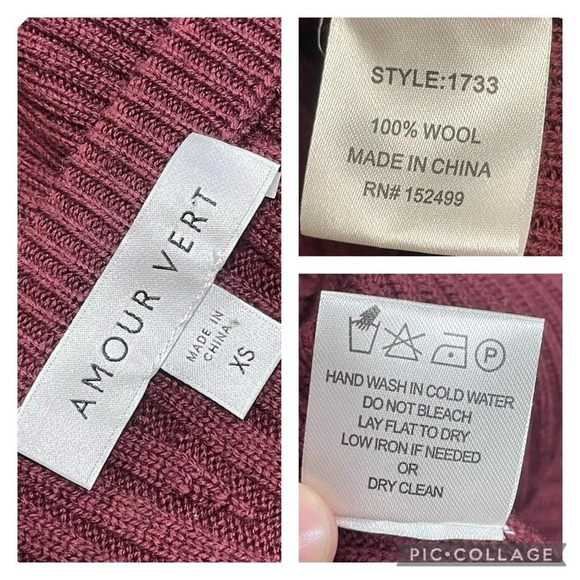 AMOUR VERT
MADE IN
CHINA
XS
STYLE:1733
100% WOOL
MADE IN CHINA
RN# 152499
P
HAND WASH IN COLD WATER
DO NOT BLEACH
LAY FLAT TO DRY
LOW IRON IF NEEDED
OR
DRY CLEAN
PIC•COLLAGE